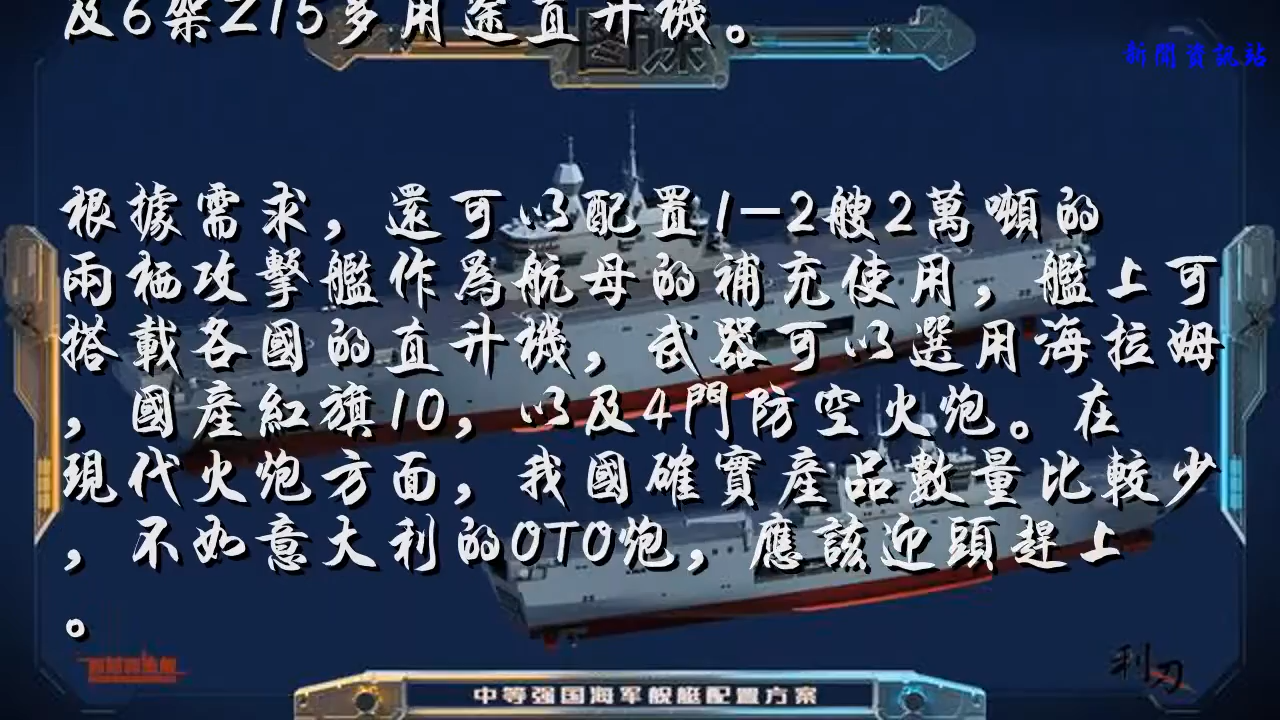 及6架Z15多用途直升機。
新聞資訊站
根據需求，還可以配置1-2艘2萬噸的
兩栖攻擊艦作為航母的補充使用，艦上可
搭載各國的直升機，武器可以選用海拉姆
，國產紅旗10，以及4門防空火炮。在
現代火炮方面，我國確實產品數量比較少
，不如意大利的OTO炮，應該迎頭趕上
。
利刃
中等强国海军舰艇配置方案